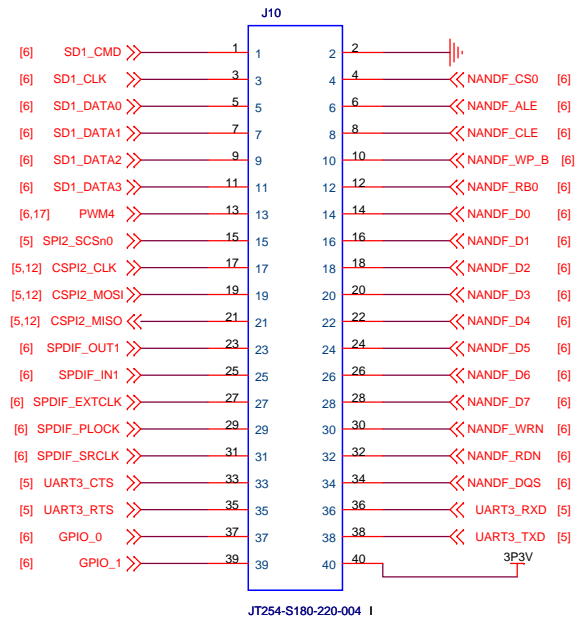 J10
[6] SD1_CMD 1 1 2 2
[6] SD1_CLK 3 3 4 4 NANDF_CS0 [6]
[6] SD1_DATA0 5 5 6 6 NANDF_ALE [6]
[6] SD1_DATA1 7 7 8 8 NANDF_CLE [6]
[6] SD1_DATA2 9 9 10 10 NANDF_WP_B [6]
[6] SD1_DATA3 11 11 12 12 NANDF_RB0 [6]
[6,17] PWM4 13 13 14 14 NANDF_D0 [6]
[5] SPI2_SCSn0 15 15 16 16 NANDF_D1 [6]
[5,12] CSPI2_CLK 17 17 18 18 NANDF_D2 [6]
[5,12] CSPI2_MOSI 19 19 20 20 NANDF_D3 [6]
[5,12] CSPI2_MISO 21 21 22 22 NANDF_D4 [6]
[6] SPDIF_OUT1 23 23 24 24 NANDF_D5 [6]
[6] SPDIF_IN1 25 25 26 26 NANDF_D6 [6]
[6] SPDIF_EXTCLK 27 27 28 28 NANDF_D7 [6]
[6] SPDIF_PLOCK 29 29 30 30 NANDF_WRN [6]
[6] SPDIF_SRCLK 31 31 32 32 NANDF_RDN [6]
[5] UART3_CTS 33 33 34 34 NANDF_DQS [6]
[5] UART3_RTS 35 35 36 36 UART3_RXD [5]
[6] GPIO_0 37 37 38 38 UART3_TXD [5]
[6] GPIO_1 39 39 40 40 3P3V
JT254-S180-220-004 I